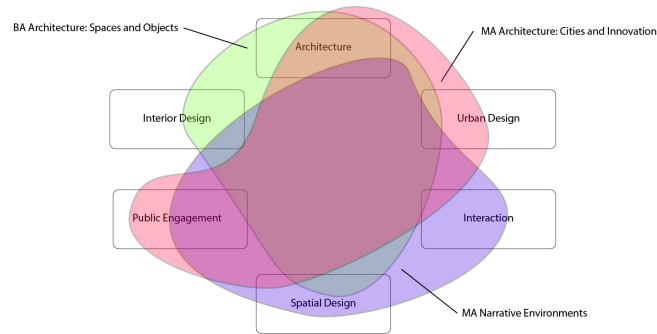 BA Architecture: Spaces and Objects
MA Architecture: Cities and Innovation
Architecture
Interior Design
Urban Design
Public Engagement
Interaction
Spatial Design
MA Narrative Environments